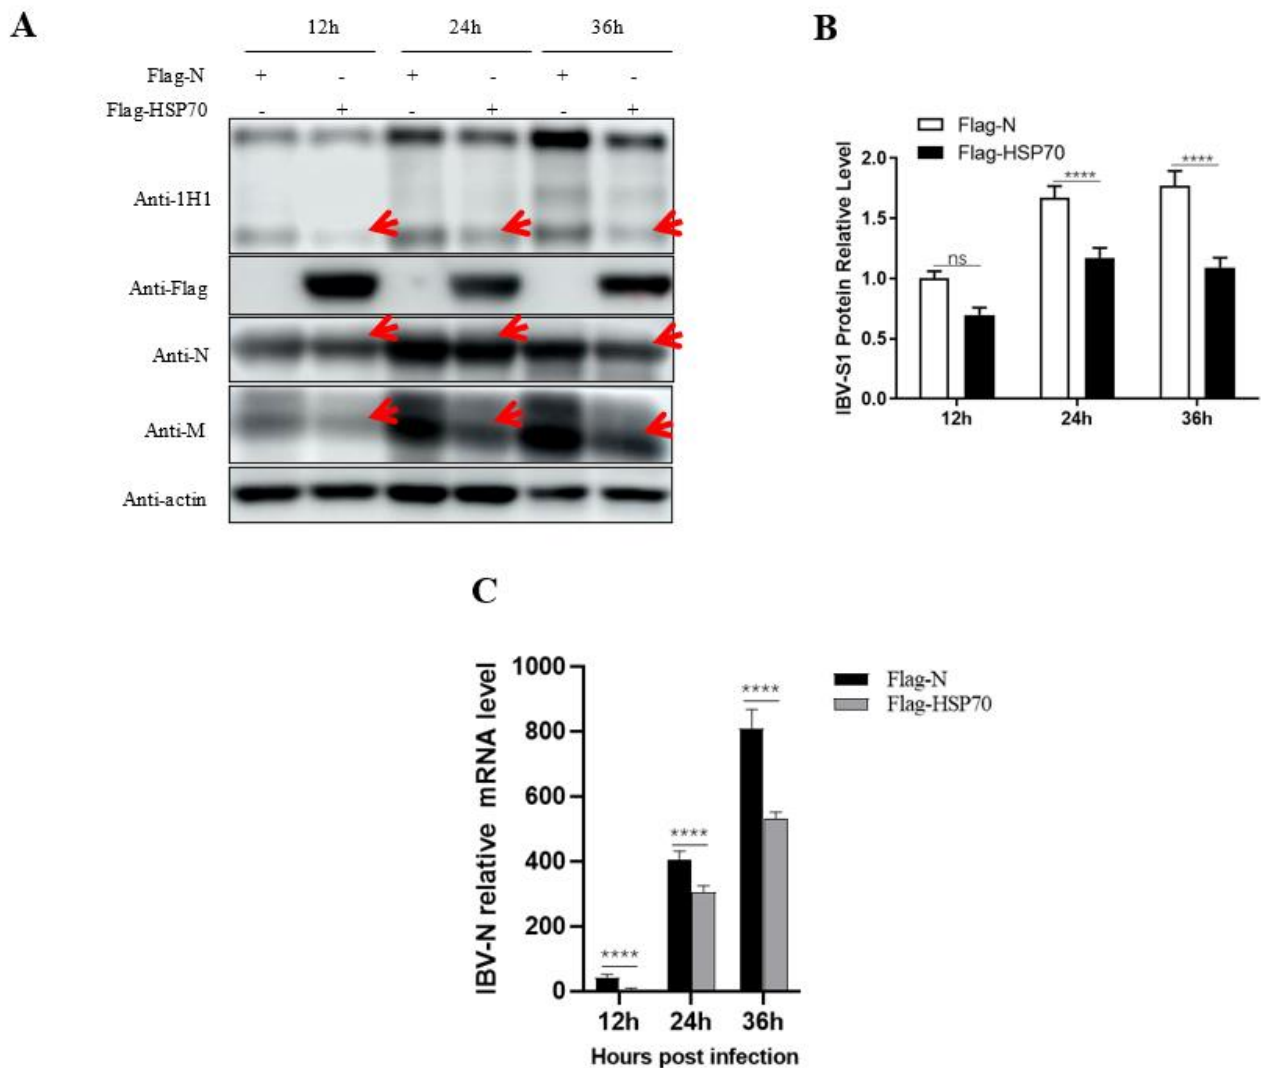 A
12h 24h 36h
Flag-N + - + - + -
Flag-HSP70 - + - + - +
Anti-1H1
Anti-Flag
Anti-N
Anti-M
Anti-actin
B
Flag-N
Flag-HSP70
IBV-S1 Protein Relative Level
2.0
1.5
1.0
0.5
0.0
ns
****
****
12h 24h 36h
C
IBV-N relative mRNA level
1000
800
600
400
200
0
****
****
****
12h 24h 36h
Hours post infection
Flag-N
Flag-HSP70